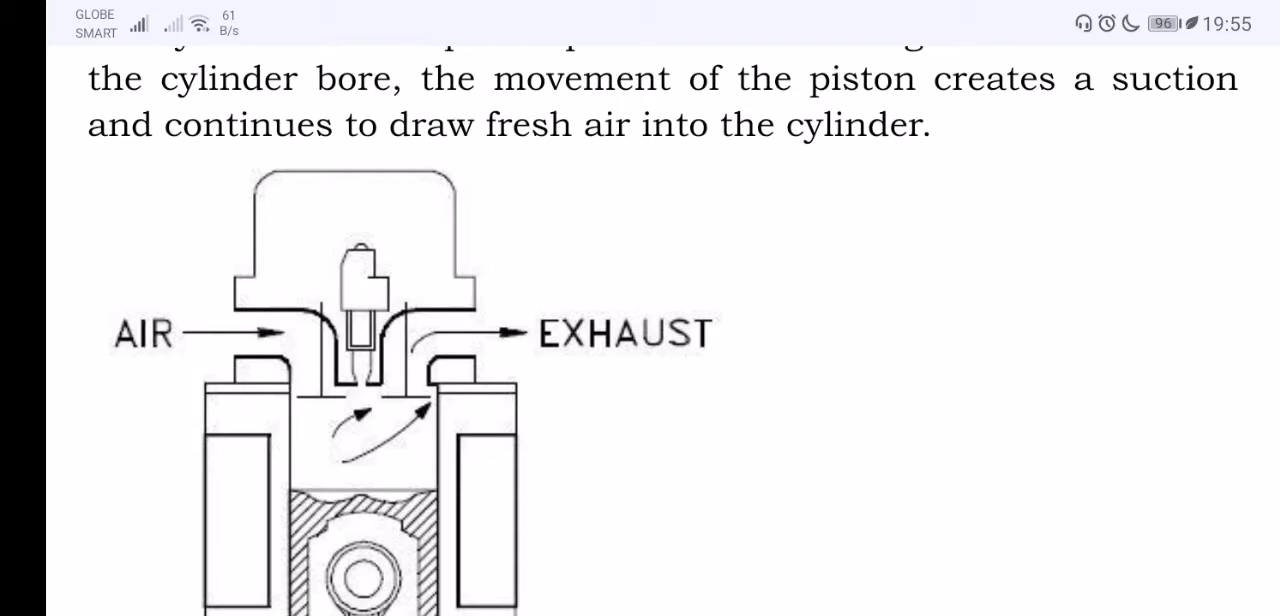 GLOBE
SMART
61
B/s
96
19:55
the cylinder bore, the movement of the piston creates a suction
and continues to draw fresh air into the cylinder.
AIR
EXHAUST